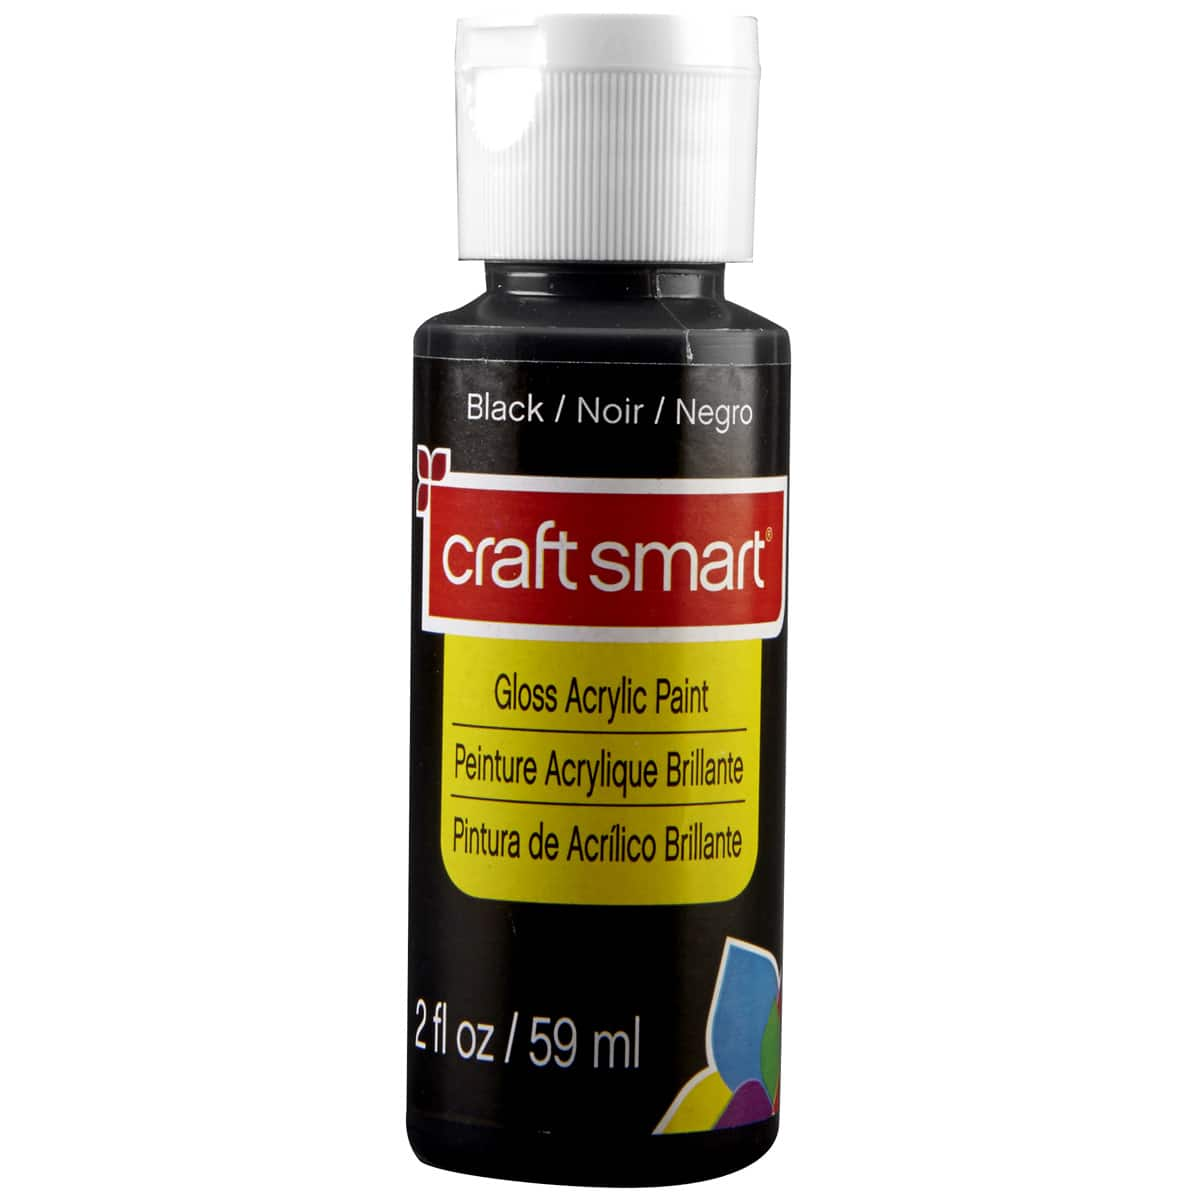 Black / Noir / Negro
craft smart®
Gloss Acrylic Paint
Peinture Acrylique Brillante
Pintura de Acrílico Brillante
2 fl oz / 59 ml